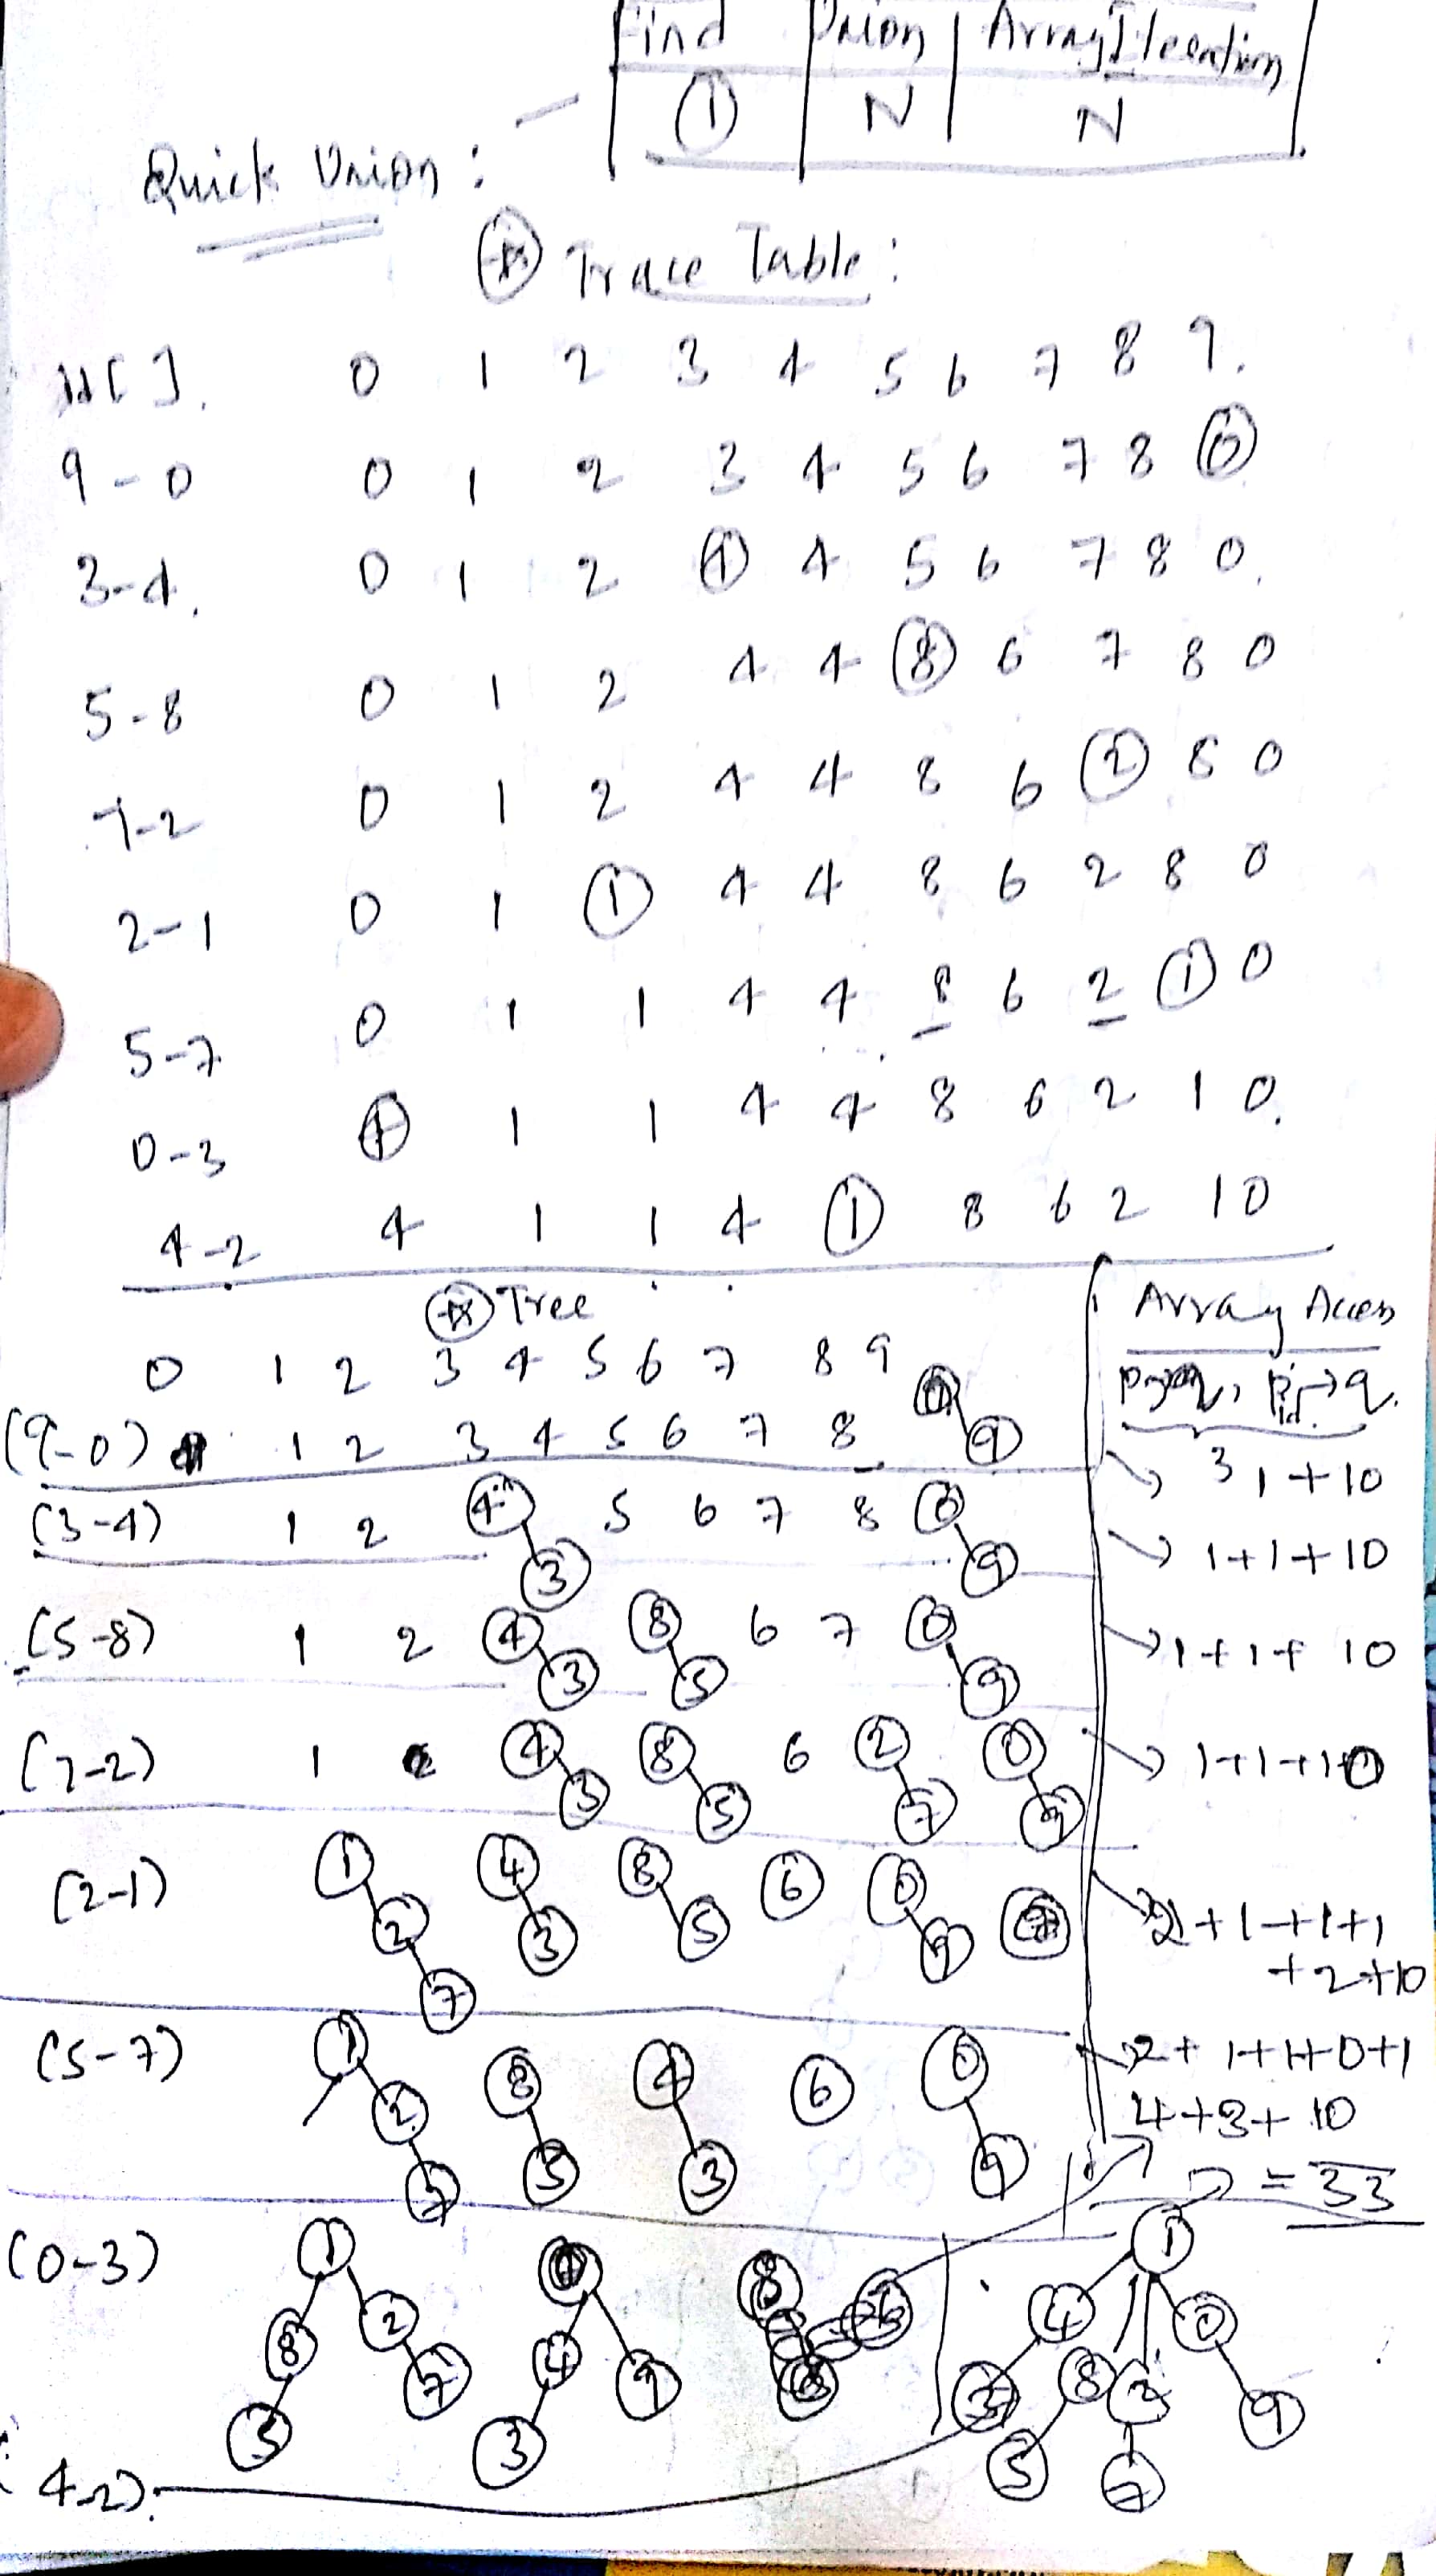 Find Union Array Iteration
1 N N
Quick Union:
Trace Table:
id[ ]. 0 1 2 3 4 5 6 7 8 9.
9-0 0 1 2 3 4 5 6 7 8 0
3-4. 0 1 2 4 4 5 6 7 8 0.
5-8 0 1 2 4 4 8 6 7 8 0
7-2 0 1 2 4 4 8 6 2 8 0
2-1 0 1 1 4 4 8 6 2 8 0
5-7 0 1 1 4 4 8 6 2 1 0
0-3 4 1 1 4 4 8 6 2 1 0.
4-2 4 1 1 4 1 8 6 2 1 0
Tree
Array Access
0 1 2 3 4 5 6 7 8 9
(9-0) 1 2 3 4 5 6 7 8 0 9
3 1+10
(3-4) 1 2 4 3 5 6 7 8 0 9
1+1+10
(5-8) 1 2 4 3 8 5 6 7 0 9
1+1+10
(7-2) 1 4 3 8 5 6 2 7 0 9
1+1+10
(2-1) 1 2 7 4 3 8 5 6 0 9
2+1+1+1
+2+10
(5-7) 1 2 7 8 5 4 3 6 0 9
2+1+1+0+1
4+3+10
= 33
(0-3) 1 8 5 2 7 4 3 9
(4-2): 1 4 3 8 5 2 7 0 9